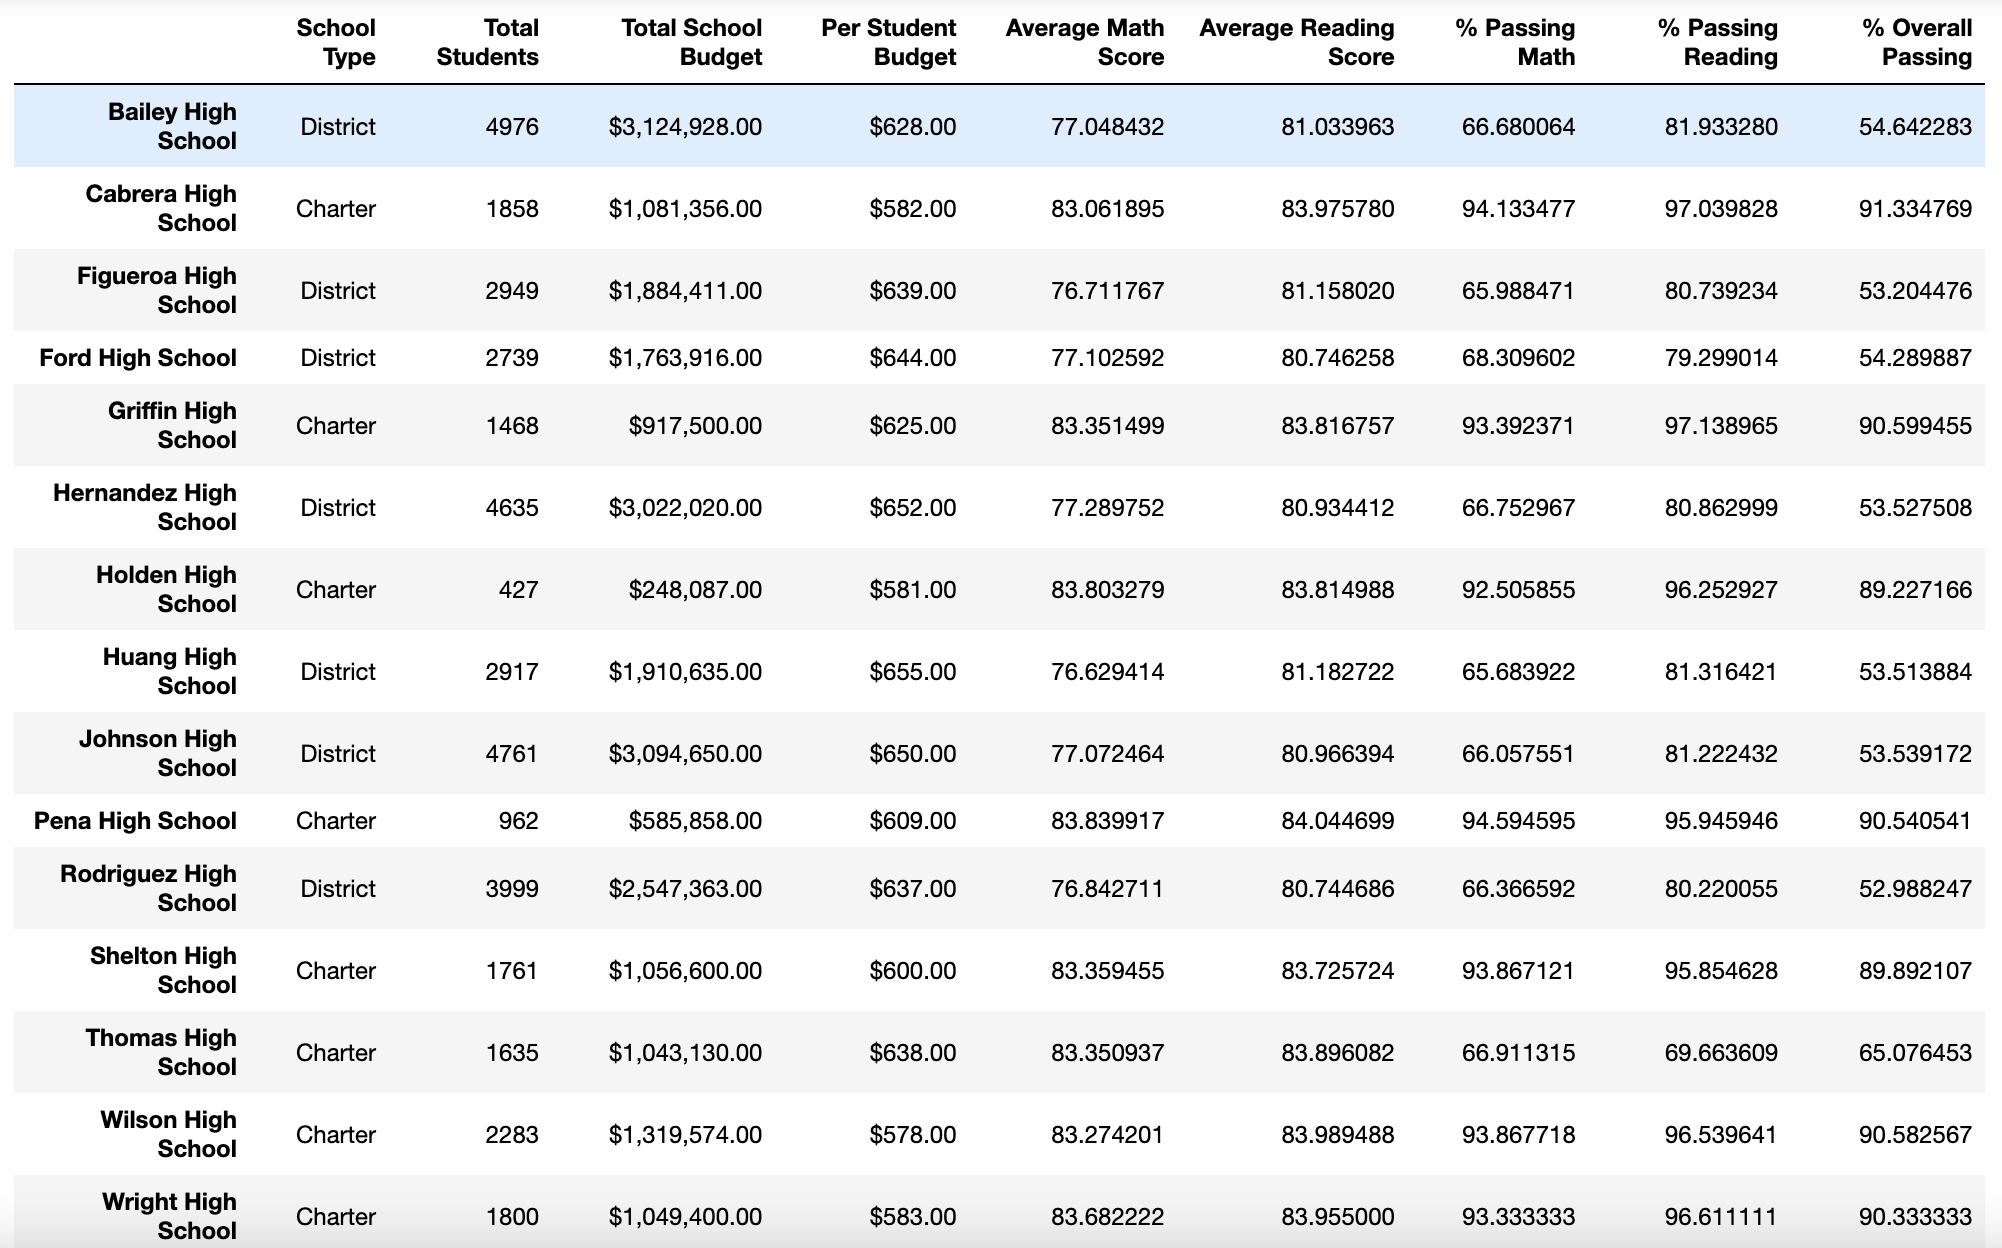 School Type Total Students Total School Budget Per Student Budget Average Math Score Average Reading Score % Passing Math % Passing Reading % Overall Passing
Bailey High School District 4976 $3,124,928.00 $628.00 77.048432 81.033963 66.680064 81.933280 54.642283
Cabrera High School Charter 1858 $1,081,356.00 $582.00 83.061895 83.975780 94.133477 97.039828 91.334769
Figueroa High School District 2949 $1,884,411.00 $639.00 76.711767 81.158020 65.988471 80.739234 53.204476
Ford High School District 2739 $1,763,916.00 $644.00 77.102592 80.746258 68.309602 79.299014 54.289887
Griffin High School Charter 1468 $917,500.00 $625.00 83.351499 83.816757 93.392371 97.138965 90.599455
Hernandez High School District 4635 $3,022,020.00 $652.00 77.289752 80.934412 66.752967 80.862999 53.527508
Holden High School Charter 427 $248,087.00 $581.00 83.803279 83.814988 92.505855 96.252927 89.227166
Huang High School District 2917 $1,910,635.00 $655.00 76.629414 81.182722 65.683922 81.316421 53.513884
Johnson High School District 4761 $3,094,650.00 $650.00 77.072464 80.966394 66.057551 81.222432 53.539172
Pena High School Charter 962 $585,858.00 $609.00 83.839917 84.044699 94.594595 95.945946 90.540541
Rodriguez High School District 3999 $2,547,363.00 $637.00 76.842711 80.744686 66.366592 80.220055 52.988247
Shelton High School Charter 1761 $1,056,600.00 $600.00 83.359455 83.725724 93.867121 95.854628 89.892107
Thomas High School Charter 1635 $1,043,130.00 $638.00 83.350937 83.896082 66.911315 69.663609 65.076453
Wilson High School Charter 2283 $1,319,574.00 $578.00 83.274201 83.989488 93.867718 96.539641 90.582567
Wright High School Charter 1800 $1,049,400.00 $583.00 83.682222 83.955000 93.333333 96.611111 90.333333